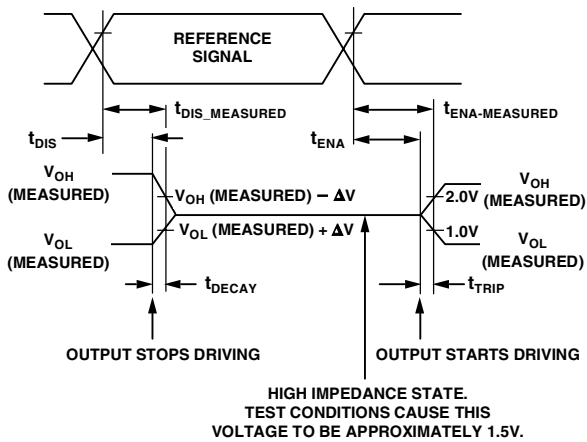 REFERENCE
SIGNAL
tDIS_MEASURED
tENA-MEASURED
tDIS
tENA
VOH
(MEASURED)
VOH (MEASURED) – ΔV
2.0V
VOH
(MEASURED)
VOL
(MEASURED)
VOL (MEASURED) + ΔV
1.0V
VOL
(MEASURED)
tDECAY
tTRIP
OUTPUT STOPS DRIVING
OUTPUT STARTS DRIVING
HIGH IMPEDANCE STATE.
TEST CONDITIONS CAUSE THIS
VOLTAGE TO BE APPROXIMATELY 1.5V.